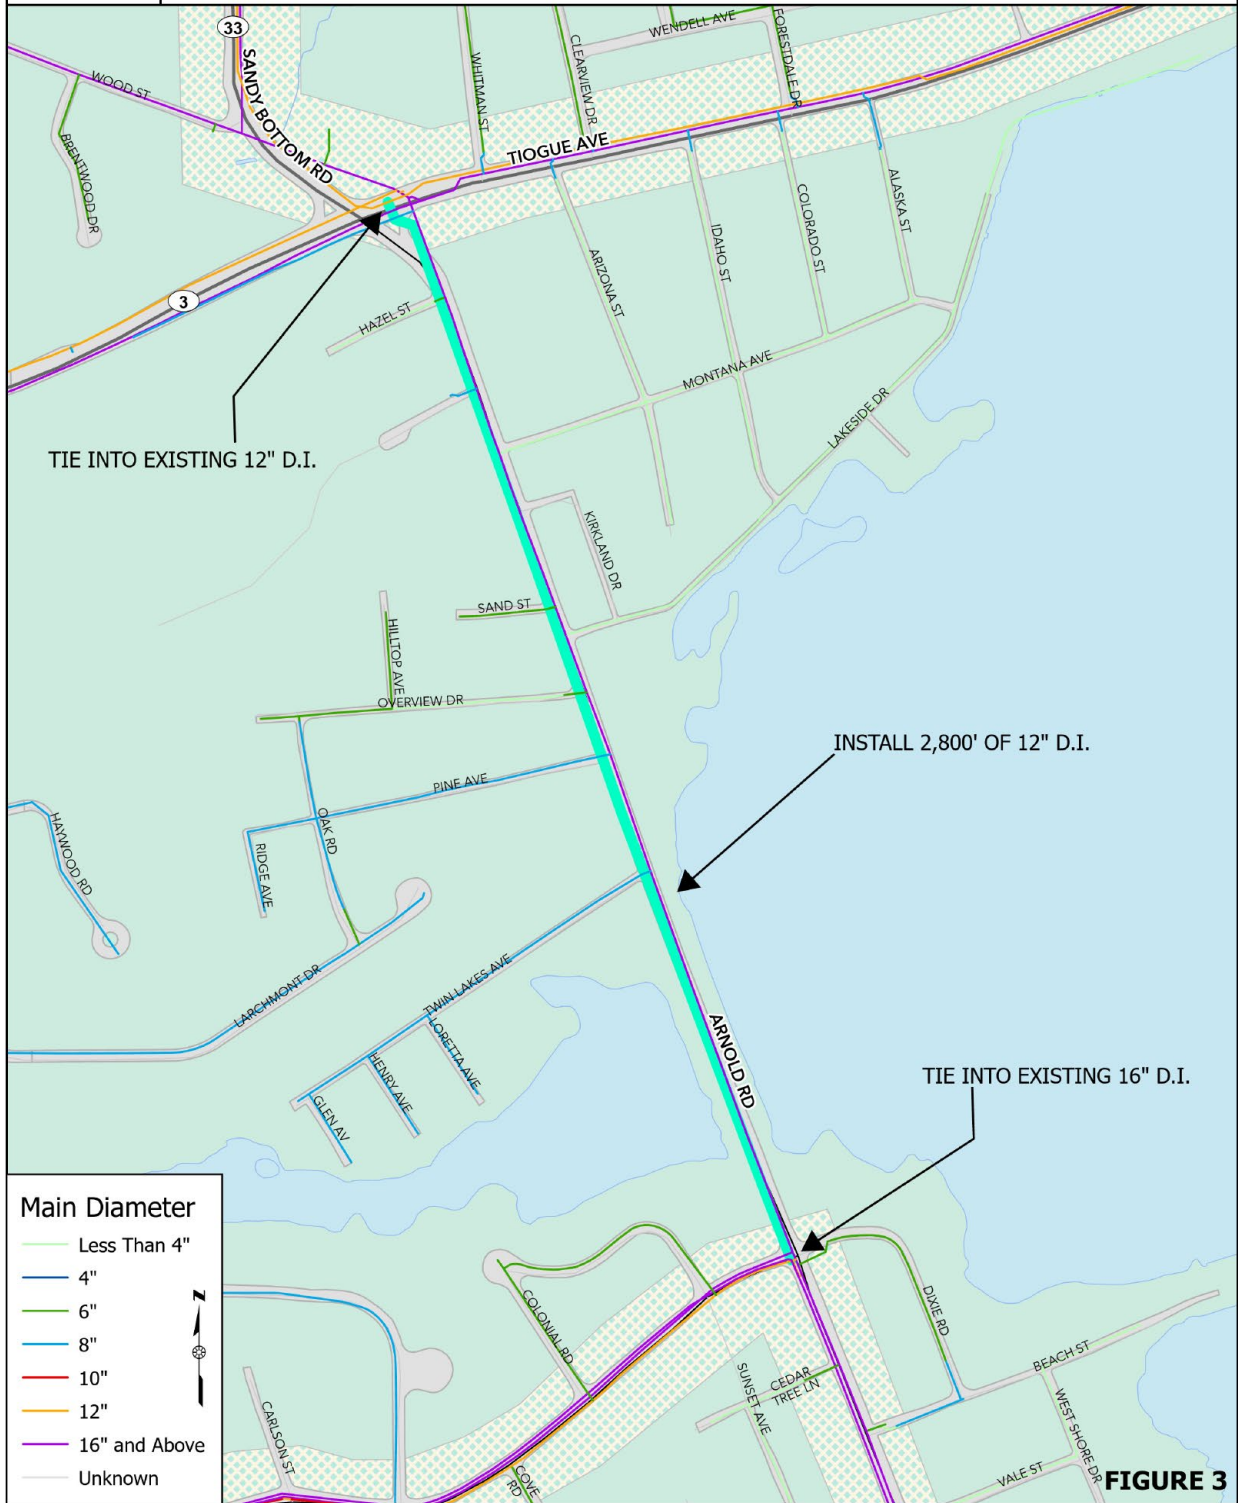 33
WENDELL AVE
FORESTDALE DR
CLEARVIEW DR
WHITMAN ST
SANDY BOTTOM RD
WOOD ST
BRENTWOOD DR
TIOGUE AVE
ALASKA ST
COLORADO ST
IDAHO ST
ARIZONA ST
3
HAZEL ST
MONTANA AVE
LAKESIDE DR
TIE INTO EXISTING 12" D.I.
KIRKLAND DR
SAND ST
HILLTOP AVE
OVERVIEW DR
INSTALL 2,800' OF 12" D.I.
PINE AVE
OAK RD
HAYWOOD RD
RIDGE AVE
LARCHMONT DR
TWIN LAKES AVE
LORETTA AVE
HENRY AVE
GLEN AV
ARNOLD RD
TIE INTO EXISTING 16" D.I.
Main Diameter
Less Than 4"
4"
6"
8"
10"
12"
16" and Above
Unknown
N
COLONIAL RD
DIXIE RD
BEACH ST
CEDAR
TREE LN
SUNSET AVE
WEST SHORE DR
CARLSON ST
COVE
RD
VALE ST
FIGURE 3